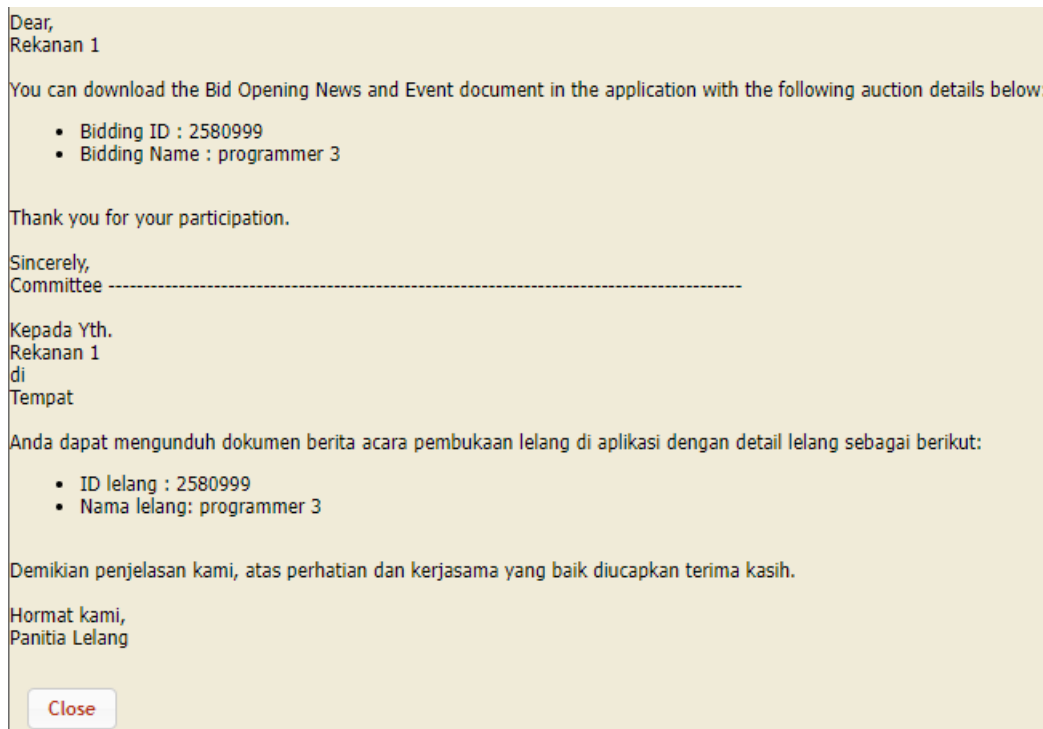 Dear,
Rekanan 1
You can download the Bid Opening News and Event document in the application with the following auction details below:
• Bidding ID : 2580999
• Bidding Name : programmer 3
Thank you for your participation.
Sincerely,
Committee ------------------------------------------------------------------------------------------
Kepada Yth.
Rekanan 1
di
Tempat
Anda dapat mengunduh dokumen berita acara pembukaan lelang di aplikasi dengan detail lelang sebagai berikut:
• ID lelang : 2580999
• Nama lelang: programmer 3
Demikian penjelasan kami, atas perhatian dan kerjasama yang baik diucapkan terima kasih.
Hormat kami,
Panitia Lelang
Close